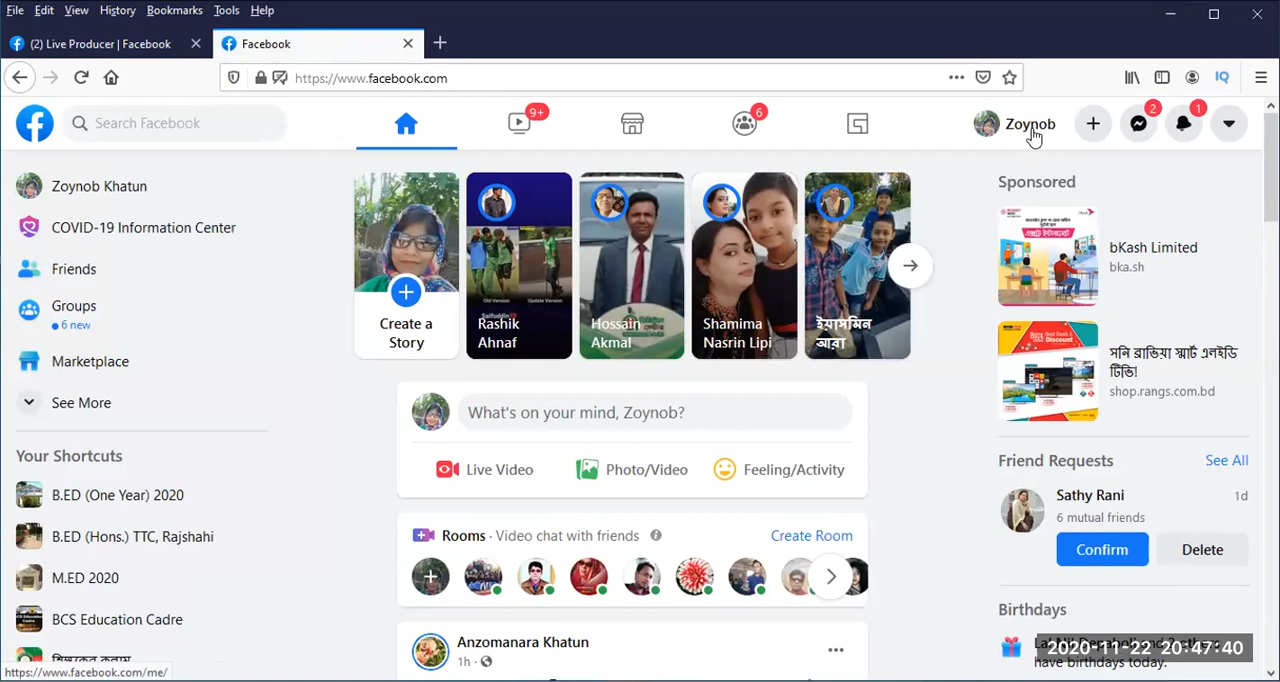 File Edit View History Bookmarks Tools Help
(2) Live Producer | Facebook
Facebook
https://www.facebook.com
IQ
Search Facebook
9+
6
Zoynob
2
1
Zoynob Khatun
COVID-19 Information Center
Friends
Groups
6 new
Marketplace
See More
Your Shortcuts
B.ED (One Year) 2020
B.ED (Hons.) TTC, Rajshahi
M.ED 2020
BCS Education Cadre
https://www.facebook.com/me/
Create a
Story
Old Version
Update Version
Rashik
Ahnaf
Hossain
Akmal
Shamima
Nasrin Lipi
ইয়াসমিন
আরা
What's on your mind, Zoynob?
Live Video
Photo/Video
Feeling/Activity
Rooms · Video chat with friends
Create Room
Anzomanara Khatun
1h ·
Sponsored
bKash Limited
bka.sh
সনি রাভিয়া স্মার্ট এলইডি
টিভি!
shop.rangs.com.bd
Friend Requests
See All
Sathy Rani
1d
6 mutual friends
Confirm
Delete
Birthdays
have birthdays today.
2020-11-22 20:47:40